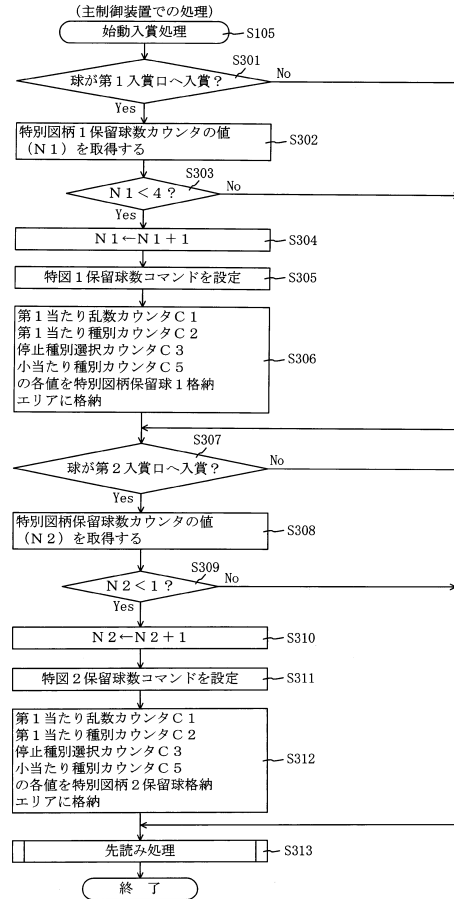 (主制御装置での処理)
始動入賞処理
S105
S301
球が第1入賞口へ入賞?
No
Yes
特別図柄1保留球数カウンタの値
(N1)を取得する
S302
S303
N1<4?
No
Yes
N1←N1+1
S304
特図1保留球数コマンドを設定
S305
第1当たり乱数カウンタC1
第1当たり種別カウンタC2
停止種別選択カウンタC3
小当たり種別カウンタC5
の各値を特別図柄保留球1格納
エリアに格納
S306
S307
球が第2入賞口へ入賞?
No
Yes
特別図柄保留球数カウンタの値
(N2)を取得する
S308
S309
N2<1?
No
Yes
N2←N2+1
S310
特図2保留球数コマンドを設定
S311
第1当たり乱数カウンタC1
第1当たり種別カウンタC2
停止種別選択カウンタC3
小当たり種別カウンタC5
の各値を特別図柄2保留球格納
エリアに格納
S312
先読み処理
S313
終 了